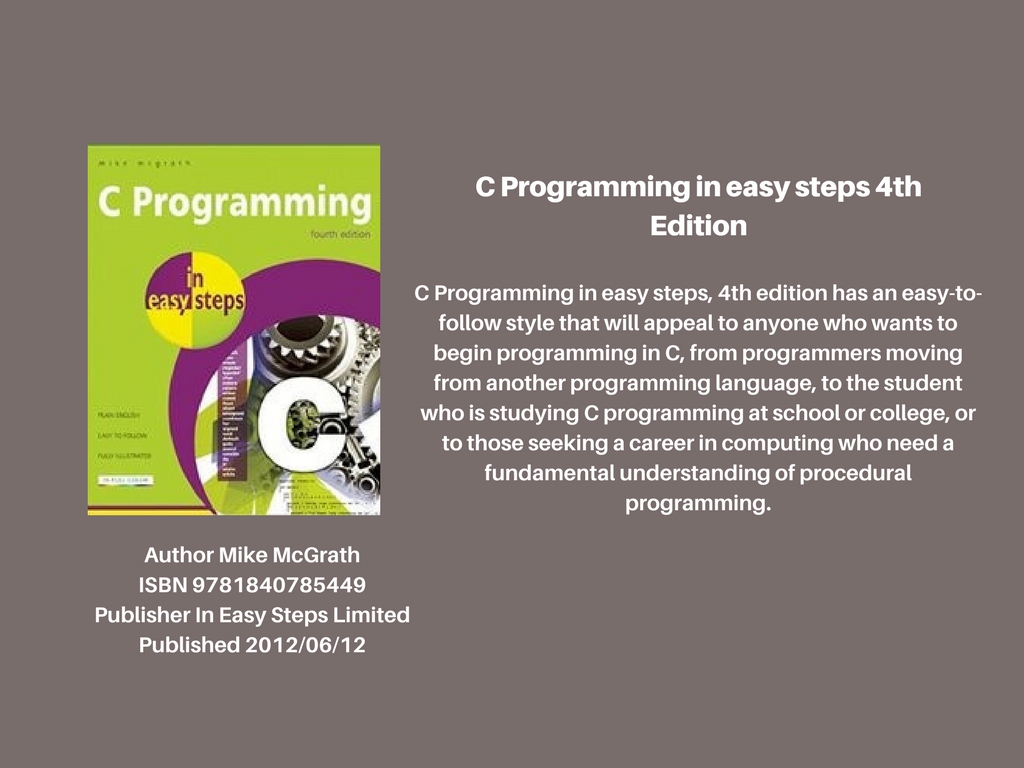 mike mcgrath
C Programming
fourth edition
in
easy steps
PLAIN ENGLISH
EASY TO FOLLOW
FULLY ILLUSTRATED
C
C Programming in easy steps 4th
Edition
C Programming in easy steps, 4th edition has an easy-to-
follow style that will appeal to anyone who wants to
begin programming in C, from programmers moving
from another programming language, to the student
who is studying C programming at school or college, or
to those seeking a career in computing who need a
fundamental understanding of procedural
programming.
Author Mike McGrath
ISBN 9781840785449
Publisher In Easy Steps Limited
Published 2012/06/12